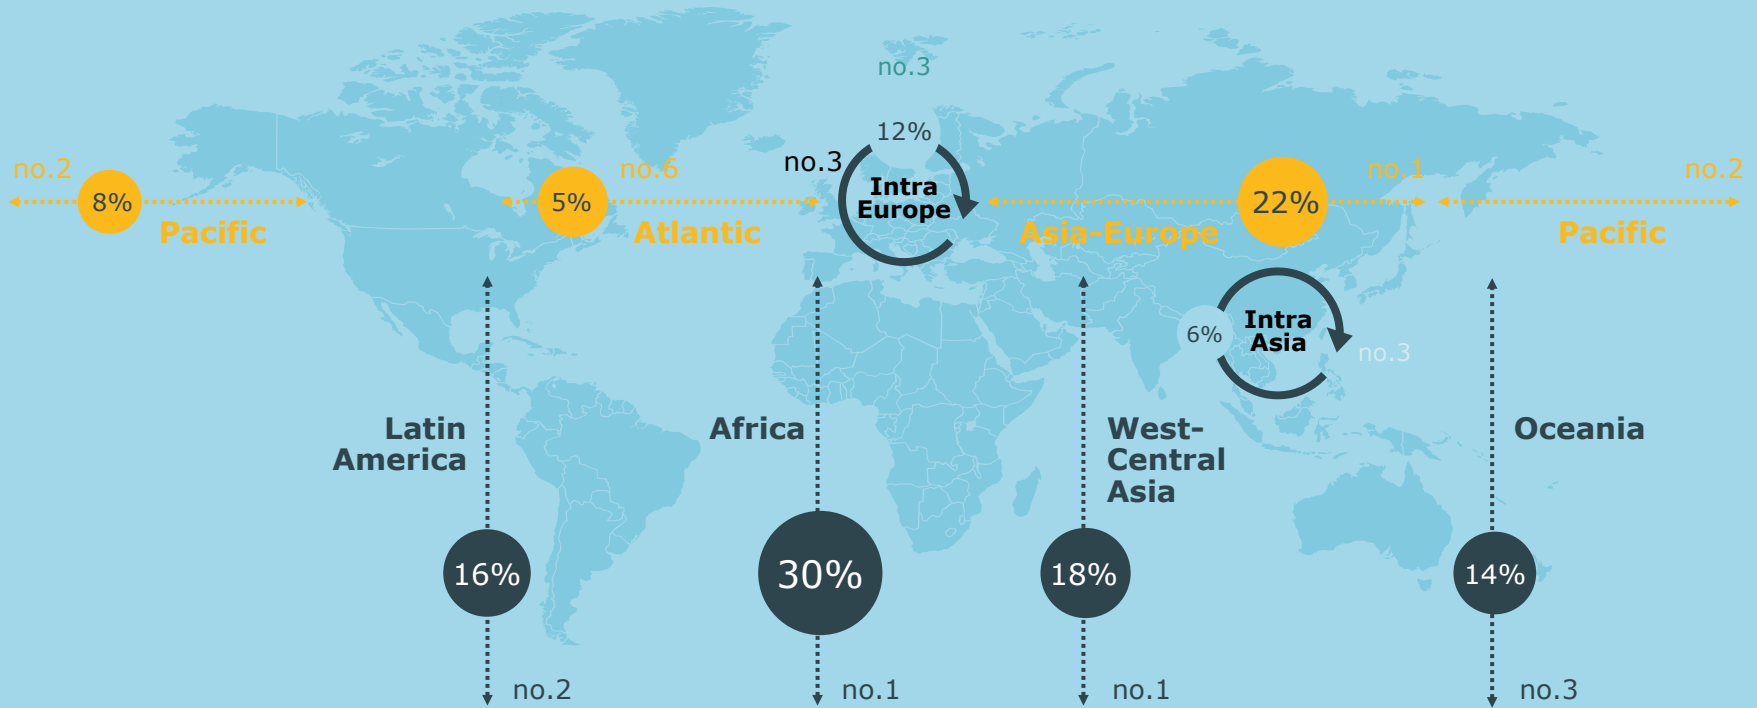 no.3
12%
no.2
8%
Pacific
5%
no.6
Atlantic
no.3
Intra
Europe
Asia-Europe
22%
no.1
no.2
Pacific
6%
Intra
Asia
no.3
Latin
America
Africa
West-
Central
Asia
Oceania
16%
30%
18%
14%
no.2
no.1
no.1
no.3